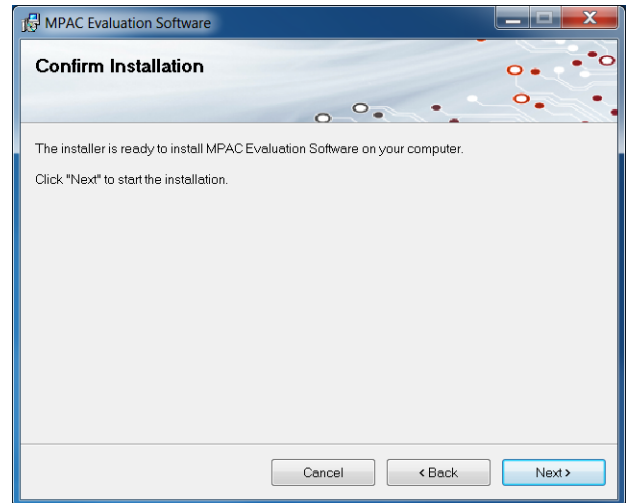 MPAC Evaluation Software
Confirm Installation
The installer is ready to install MPAC Evaluation Software on your computer.
Click "Next" to start the installation.
Cancel
< Back
Next >